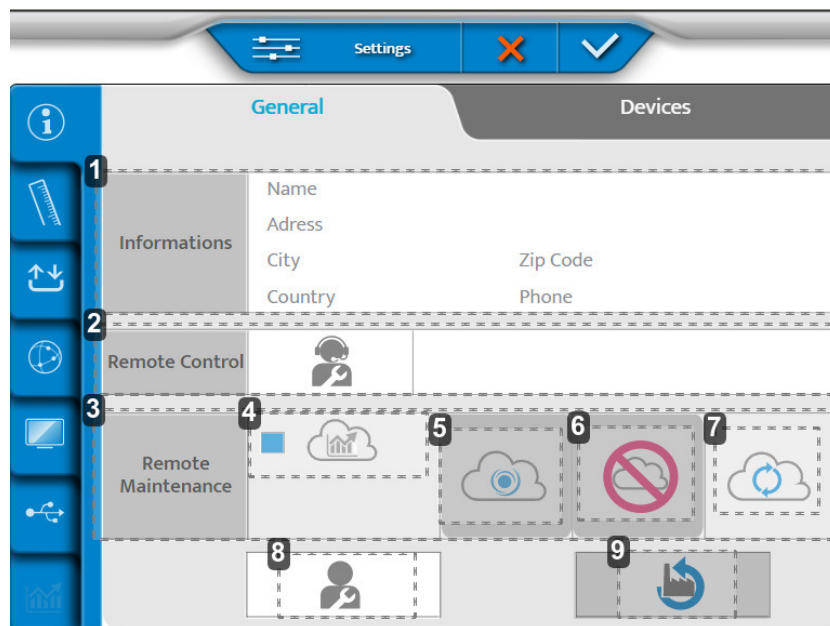 Settings
General
Devices
1
Informations
Name
Adress
City
Zip Code
Country
Phone
2
Remote Control
3
Remote
Maintenance
4
5
6
7
8
9